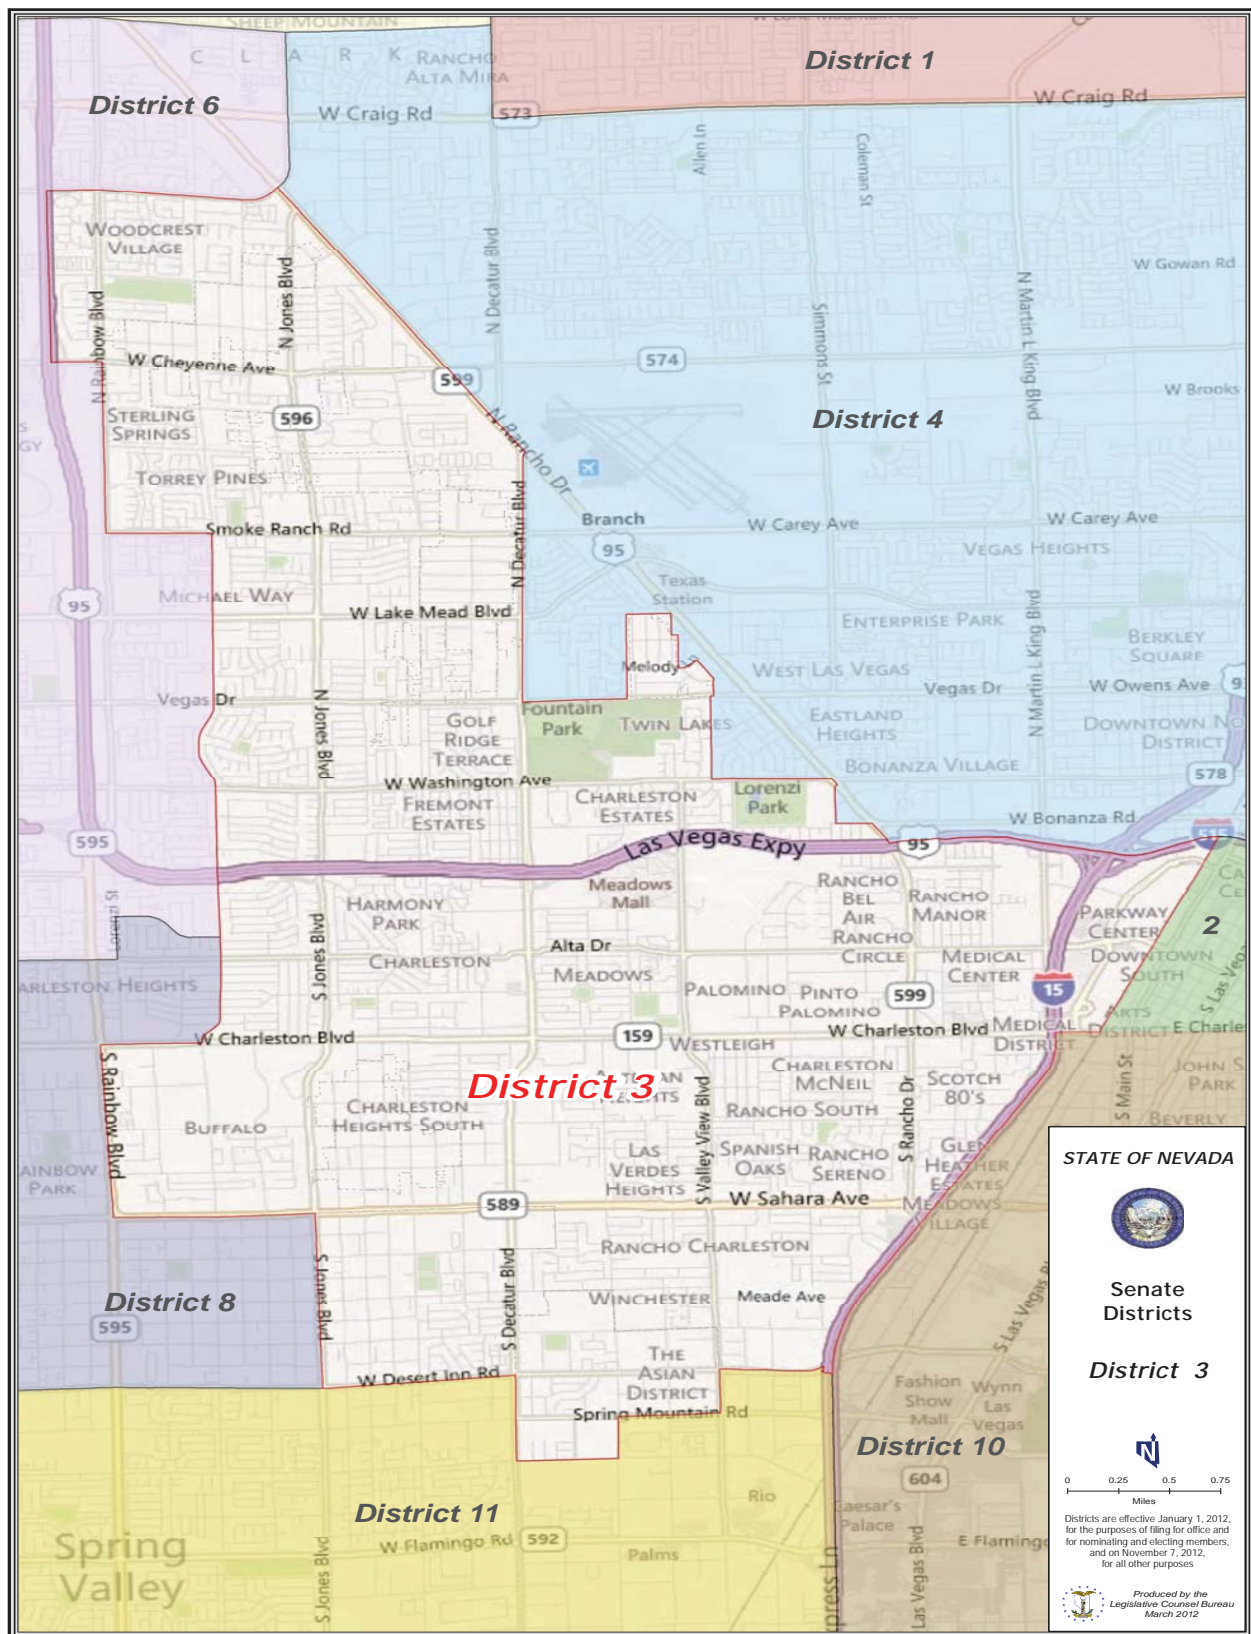 SHEEP MOUNTAIN
W Lone Mountain Rd
C L A R K
RANCHO
ALTA MIRA
District 1
District 6
W Craig Rd
573
W Craig Rd
Allen Ln
Coleman St
WOODCREST
VILLAGE
N Jones Blvd
N Decatur Blvd
W Gowan Rd
N Rainbow Blvd
Simmons St
N Martin L King Blvd
W Cheyenne Ave
599
574
W Brooks
STERLING
SPRINGS
596
N Rancho Dr
District 4
GY
TORREY PINES
N Decatur Blvd
Smoke Ranch Rd
Branch
W Carey Ave
W Carey Ave
95
VEGAS HEIGHTS
Texas
Station
95
MICHAEL WAY
W Lake Mead Blvd
N Martin L King Blvd
ENTERPRISE PARK
BERKLEY
SQUARE
Melody
WEST LAS VEGAS
Vegas Dr
N Jones Blvd
Vegas Dr
W Owens Ave
9
GOLF
RIDGE
TERRACE
Fountain
Park
TWIN LAKES
EASTLAND
HEIGHTS
DOWNTOWN NO
DISTRICT
BONANZA VILLAGE
578
W Washington Ave
FREMONT
ESTATES
CHARLESTON
ESTATES
Lorenzi
Park
W Bonanza Rd
595
Las Vegas Expy
95
515
Lorenzi St
HARMONY
PARK
Meadows
Mall
RANCHO
BEL
AIR
RANCHO
CIRCLE
RANCHO
MANOR
PARKWAY
CENTER
CA
CE
2
S Jones Blvd
Alta Dr
CHARLESTON
MEADOWS
MEDICAL
CENTER
DOWNTOWN
SOUTH
S Las Vega
ARLESTON HEIGHTS
PALOMINO
PINTO
PALOMINO
599
15
ARTS
DISTRICT
E Charle
W Charleston Blvd
159
WESTLEIGH
W Charleston Blvd
MEDICAL
DISTRICT
S Rainbow Blvd
District 3
CHARLESTON
MCNEIL
SCOTCH
80'S
S Main St
JOHN S
PARK
BUFFALO
CHARLESTON
HEIGHTS SOUTH
S Valley View Blvd
RANCHO SOUTH
S Rancho Dr
BEVERLY
AINBOW
PARK
LAS
VERDES
HEIGHTS
SPANISH
OAKS
RANCHO
SERENO
GLEN
HEATHER
ESTATES
589
W Sahara Ave
MEADOWS
VILLAGE
RANCHO CHARLESTON
S Jones Blvd
S Decatur Blvd
District 8
595
WINCHESTER
Meade Ave
S Las Vegas Bl
W Desert Inn Rd
THE
ASIAN
DISTRICT
Spring Mountain Rd
Fashion
Show
Mall
Wynn
Las
Vegas
District 10
604
District 11
Rio
Caesar's
Palace
Spring
Valley
S Jones Blvd
W Flamingo Rd
592
Palms
press Ln
Las Vegas Blvd
E Flamingo
STATE OF NEVADA
Senate
Districts
District 3
N
0 0.25 0.5 0.75
Miles
Districts are effective January 1, 2012,
for the purposes of filing for office and
for nominating and electing members,
and on November 7, 2012,
for all other purposes
Produced by the
Legislative Counsel Bureau
March 2012